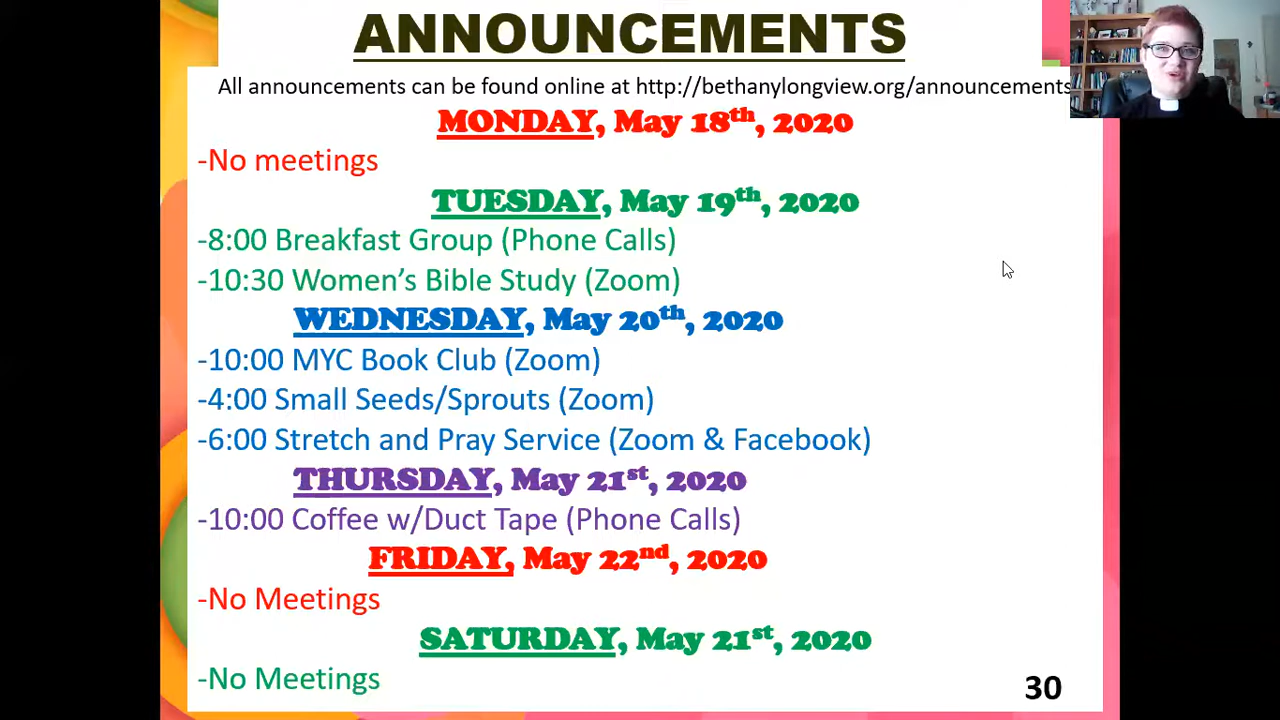 ANNOUNCEMENTS
All announcements can be found online at http://bethanylongview.org/announcements
MONDAY, May 18th, 2020
-No meetings
TUESDAY, May 19th, 2020
-8:00 Breakfast Group (Phone Calls)
-10:30 Women’s Bible Study (Zoom)
WEDNESDAY, May 20th, 2020
-10:00 MYC Book Club (Zoom)
-4:00 Small Seeds/Sprouts (Zoom)
-6:00 Stretch and Pray Service (Zoom & Facebook)
THURSDAY, May 21st, 2020
-10:00 Coffee w/Duct Tape (Phone Calls)
FRIDAY, May 22nd, 2020
-No Meetings
SATURDAY, May 21st, 2020
-No Meetings
30